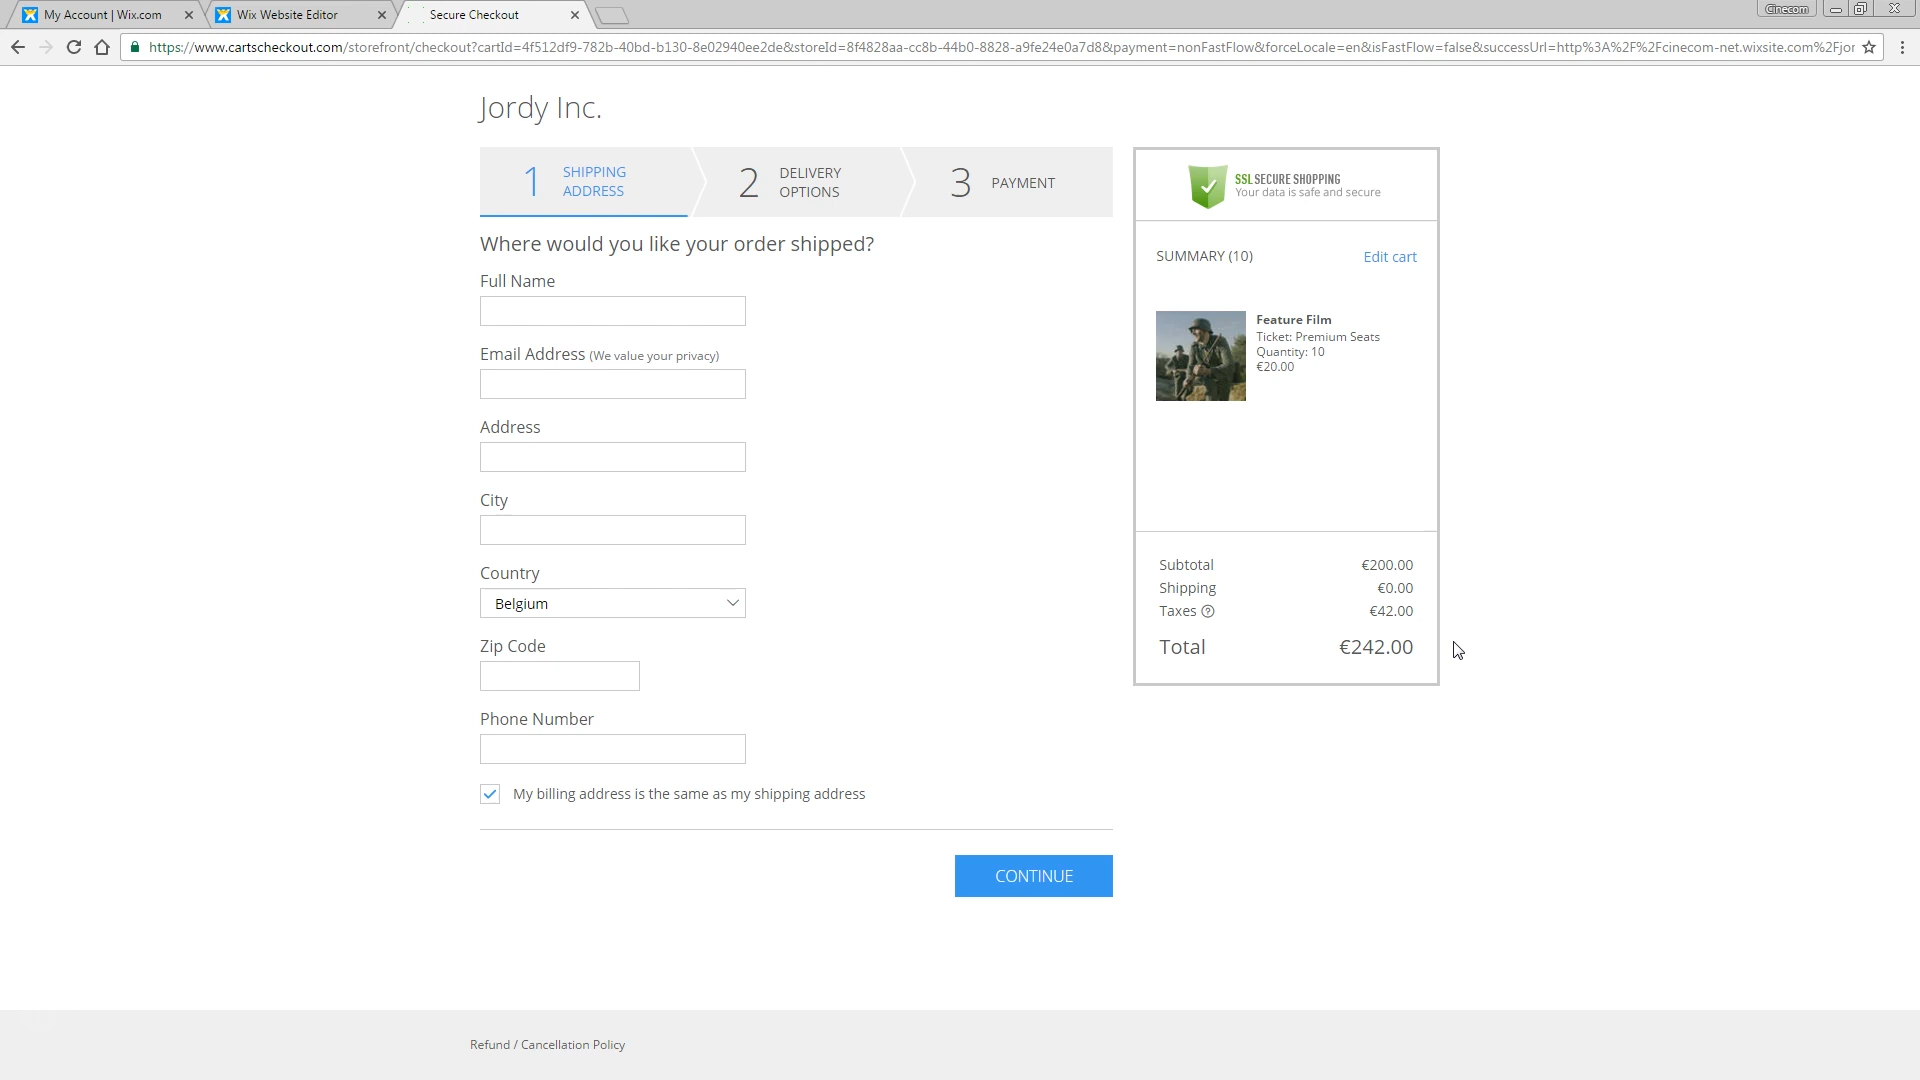 My Account | Wix.com
Wix Website Editor
Secure Checkout
Cinecom
https://www.cartscheckout.com/storefront/checkout?cartId=4f512df9-782b-40bd-b130-8e02940ee2de&storeId=8f4828aa-cc8b-44b0-8828-a9fe24e0a7d8&payment=nonFastFlow&forceLocale=en&isFastFlow=false&successUrl=http%3A%2F%2Fcinecom-net.wixsite.com%2Fjor
Jordy Inc.
1 SHIPPING
ADDRESS
2 DELIVERY
OPTIONS
3 PAYMENT
Where would you like your order shipped?
Full Name
Email Address (We value your privacy)
Address
City
Country
Belgium
Zip Code
Phone Number
My billing address is the same as my shipping address
CONTINUE
SSL SECURE SHOPPING
Your data is safe and secure
SUMMARY (10) Edit cart
Feature Film
Ticket: Premium Seats
Quantity: 10
€20.00
Subtotal €200.00
Shipping €0.00
Taxes ? €42.00
Total €242.00
Refund / Cancellation Policy